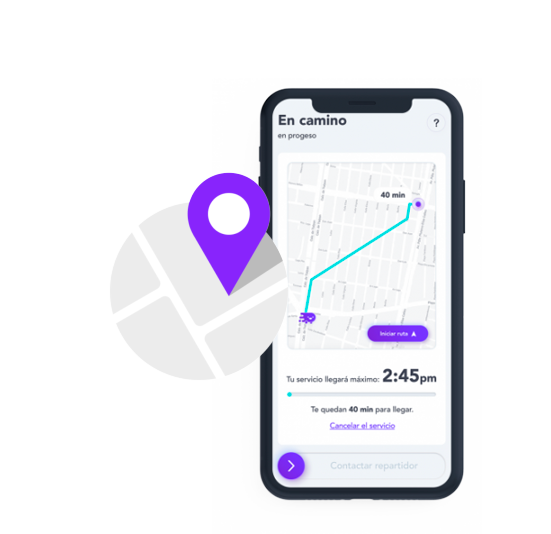 En camino
?
en progeso
40 min
Iniciar ruta
Tu servicio llegará máximo: 2:45pm
Te quedan 40 min para llegar.
Cancelar el servicio
Contactar repartidor